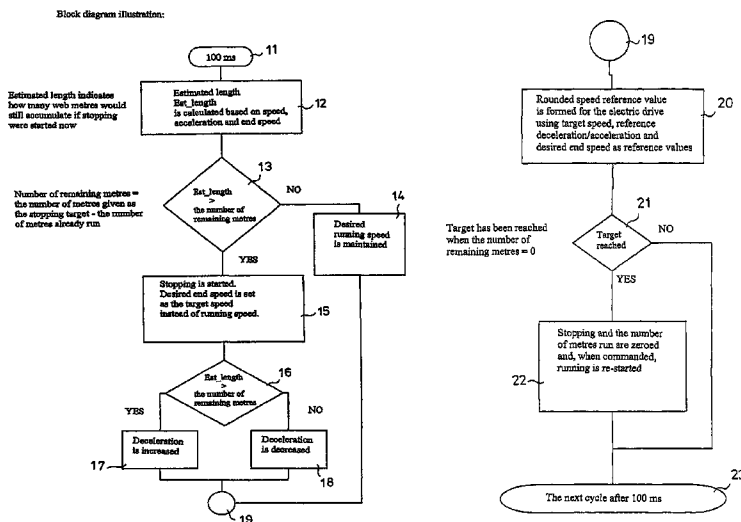 Block diagram illustration:
11
100 ms
Estimated length indicates
how many web metres would
still accumulate if stopping
were started now
Estimated length
Est_length
is calculated based on speed,
acceleration and end speed
12
13
Number of remaining metres =
the number of metres given as
the stopping target - the number
of metres already run
Est_length
>
the number of
remaining metres
NO
14
Desired
running speed
is maintained
YES
Stopping is started.
Desired end speed is set
as the target speed
instead of running speed.
15
16
Est_length
>
the number of
remaining metres
YES
NO
Deceleration
is increased
17
Deceleration
is decreased
18
19
19
Rounded speed reference value
is formed for the electric drive
using target speed, reference
deceleration/acceleration and
desired end speed as reference values
20
21
Target has been reached
when the number of
remaining metres = 0
Target
reached
NO
YES
Stopping and the number
of metres run are zeroed
and, when commanded,
running is re-started
22
23
The next cycle after 100 ms